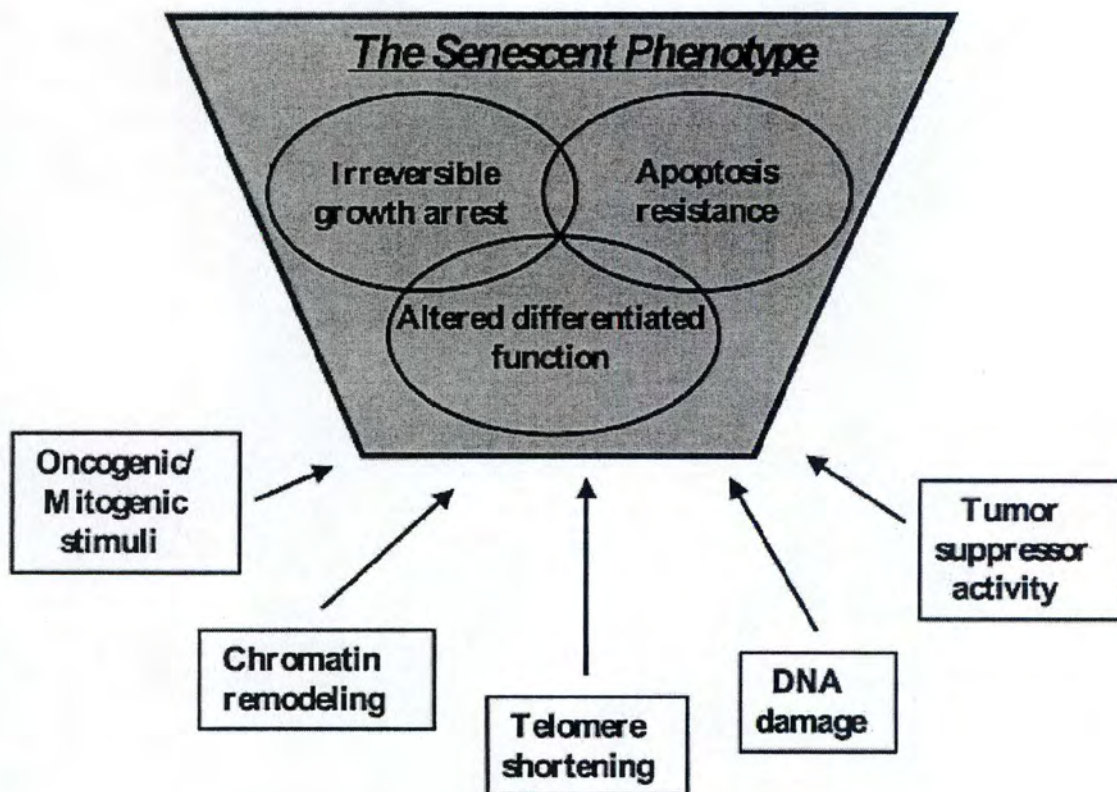 The Senescent Phenotype
Irreversible
growth arrest
Apoptosis
resistance
Altered differentiated
function
Oncogenic/
Mitogenic
stimuli
Chromatin
remodeling
Telomere
shortening
DNA
damage
Tumor
suppressor
activity